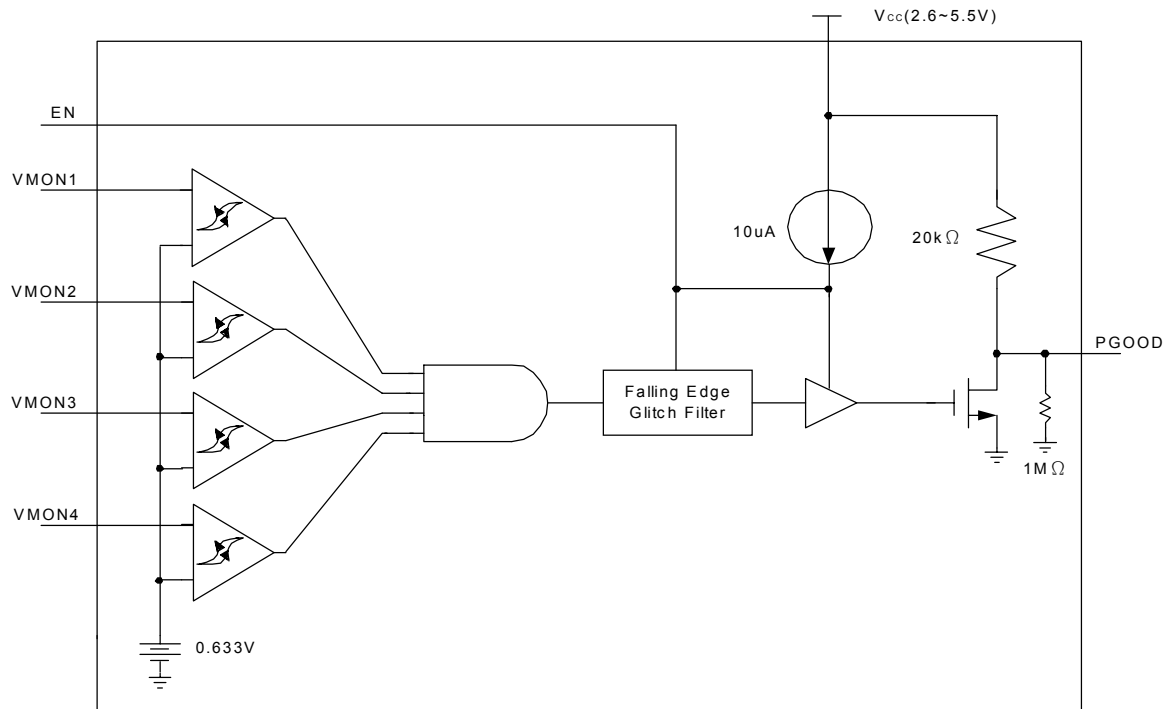 Vcc(2.6~5.5V)
EN
VMON1
10uA
20kΩ
VMON2
PGOOD
Falling Edge
Glitch Filter
VMON3
1MΩ
VMON4
0.633V